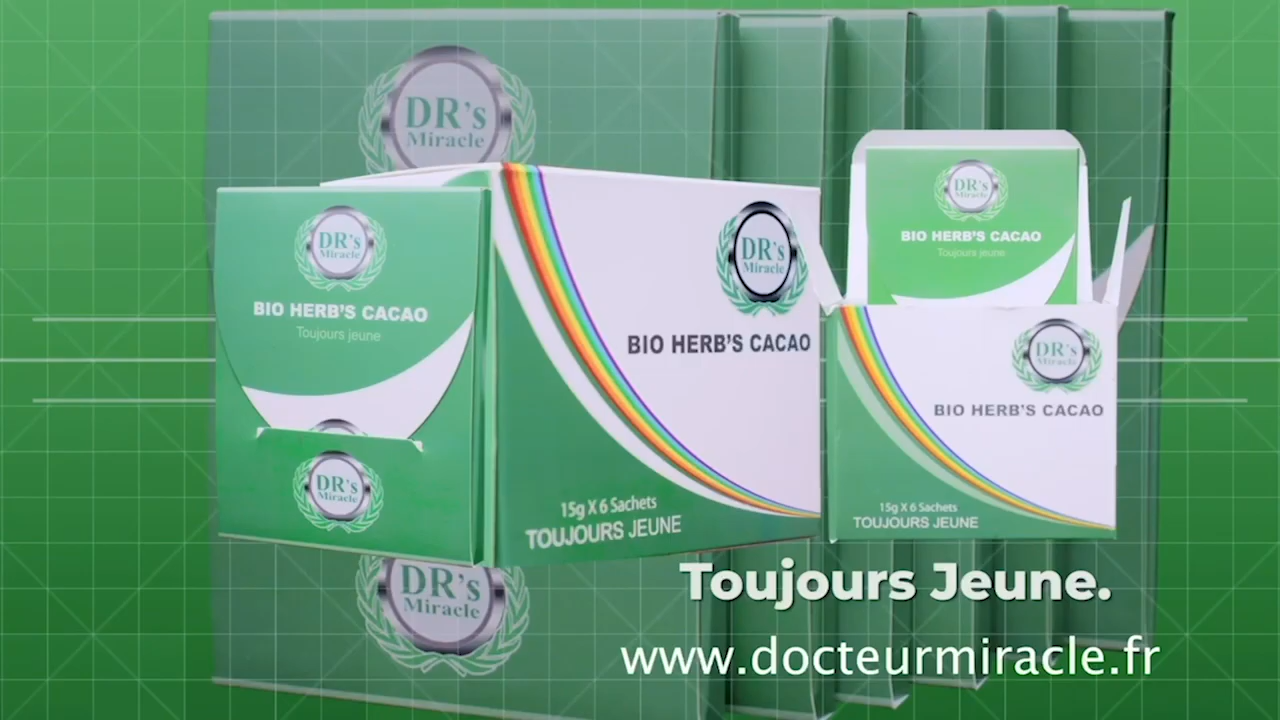 DR's
Miracle
DR's
Miracle
BIO HERB'S CACAO
Toujours jeune
DR's
Miracle
DR's
Miracle
BIO HERB'S CACAO
15g X 6 Sachets
TOUJOURS JEUNE
DR's
Miracle
BIO HERB'S CACAO
Toujours jeune
DR's
Miracle
BIO HERB'S CACAO
15g X 6 Sachets
TOUJOURS JEUNE
DR's
Miracle
Toujours Jeune.
www.docteurmiracle.fr